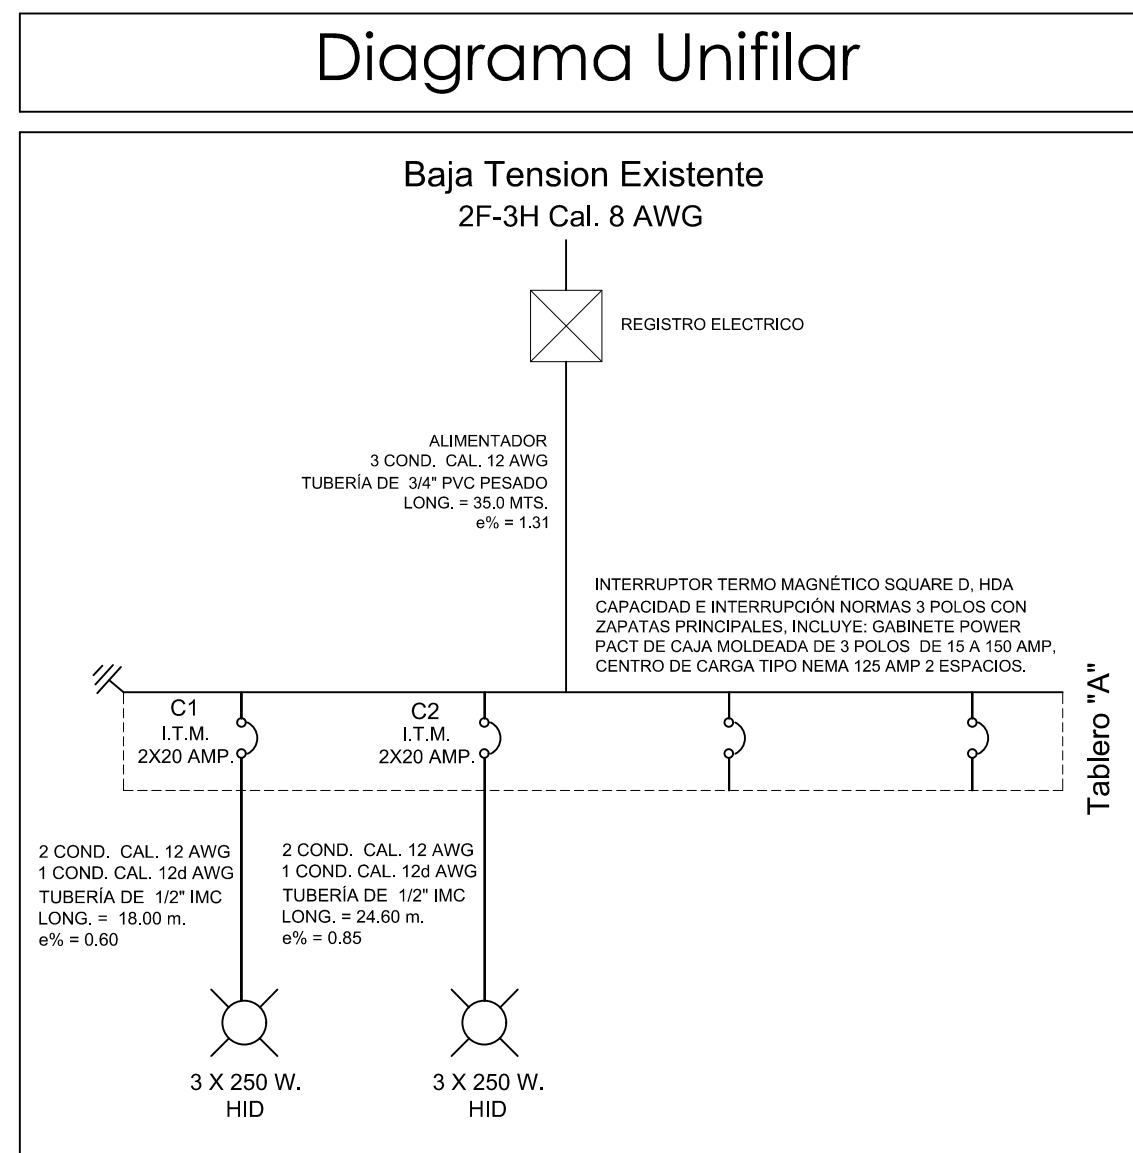 Diagrama Unifilar
Baja Tension Existente
2F-3H Cal. 8 AWG
REGISTRO ELECTRICO
ALIMENTADOR
3 COND. CAL. 12 AWG
TUBERÍA DE 3/4" PVC PESADO
LONG. = 35.0 MTS.
e% = 1.31
INTERRUPTOR TERMO MAGNÉTICO SQUARE D, HDA
CAPACIDAD E INTERRUPCIÓN NORMAS 3 POLOS CON
ZAPATAS PRINCIPALES, INCLUYE: GABINETE POWER
PACT DE CAJA MOLDEADA DE 3 POLOS DE 15 A 150 AMP,
CENTRO DE CARGA TIPO NEMA 125 AMP 2 ESPACIOS.
Tablero "A"
C1
I.T.M.
2X20 AMP.
C2
I.T.M.
2X20 AMP.
2 COND. CAL. 12 AWG
1 COND. CAL. 12d AWG
TUBERÍA DE 1/2" IMC
LONG. = 18.00 m.
e% = 0.60
2 COND. CAL. 12 AWG
1 COND. CAL. 12d AWG
TUBERÍA DE 1/2" IMC
LONG. = 24.60 m.
e% = 0.85
3 X 250 W.
HID
3 X 250 W.
HID